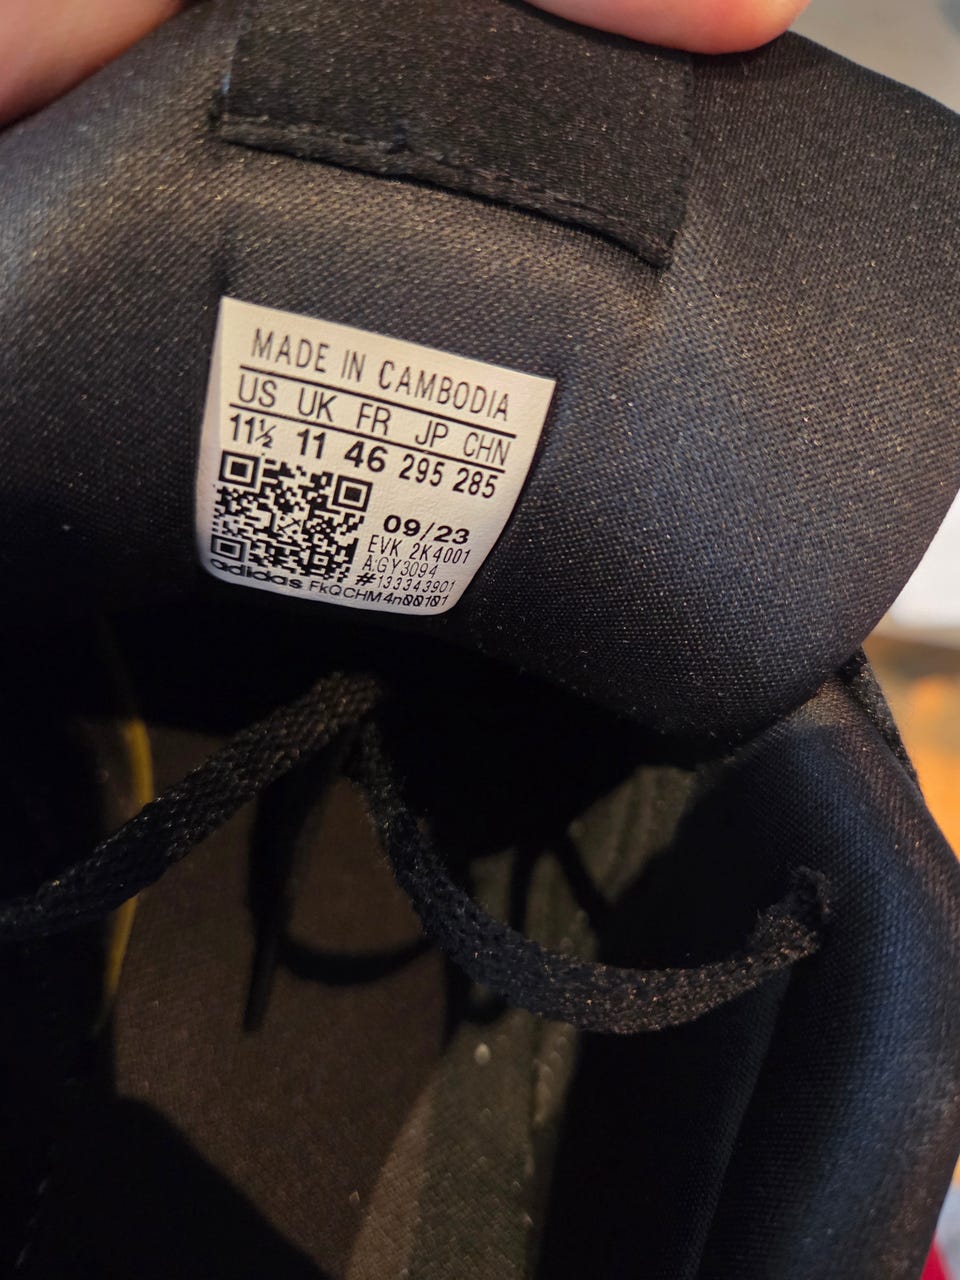 MADE IN CAMBODIA
US UK FR JP CHN
11½ 11 46 295 285
09/23
EVK 2K4001
A:GY3094
#133343901
adidas FkQCHM4n00101